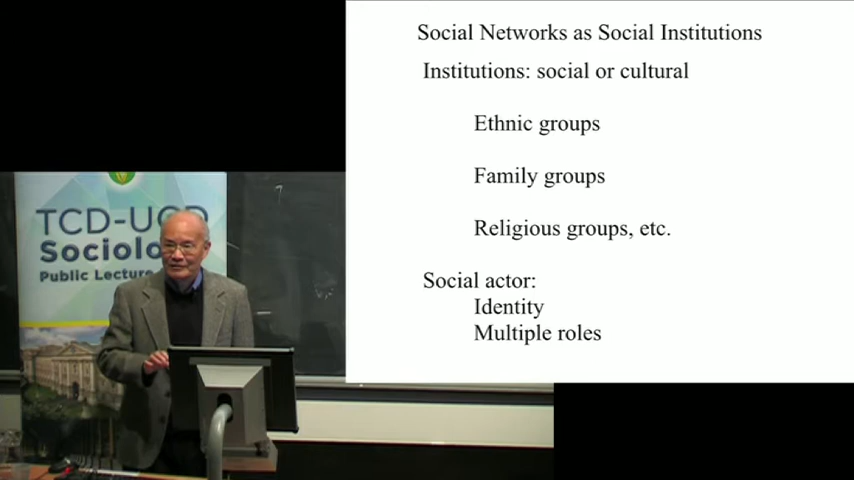 Social Networks as Social Institutions
Institutions: social or cultural
Ethnic groups
Family groups
Religious groups, etc.
Social actor:
Identity
Multiple roles
TCD-UCD
Public Lecture